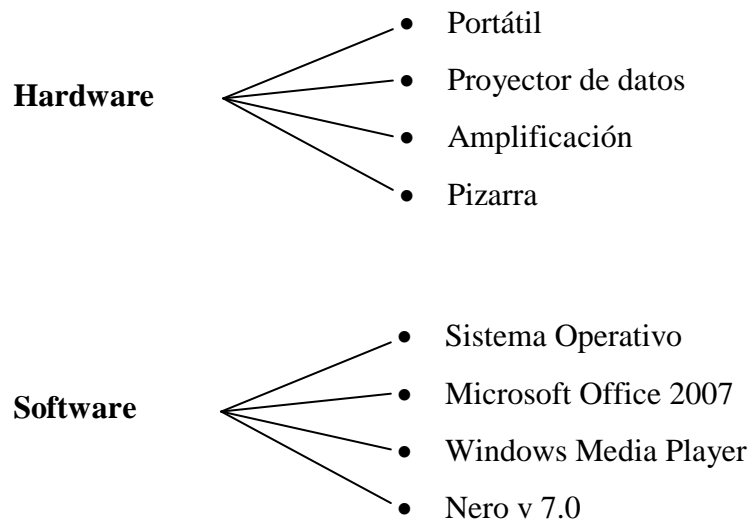 Hardware
• Portátil
• Proyector de datos
• Amplificación
• Pizarra
Software
• Sistema Operativo
• Microsoft Office 2007
• Windows Media Player
• Nero v 7.0